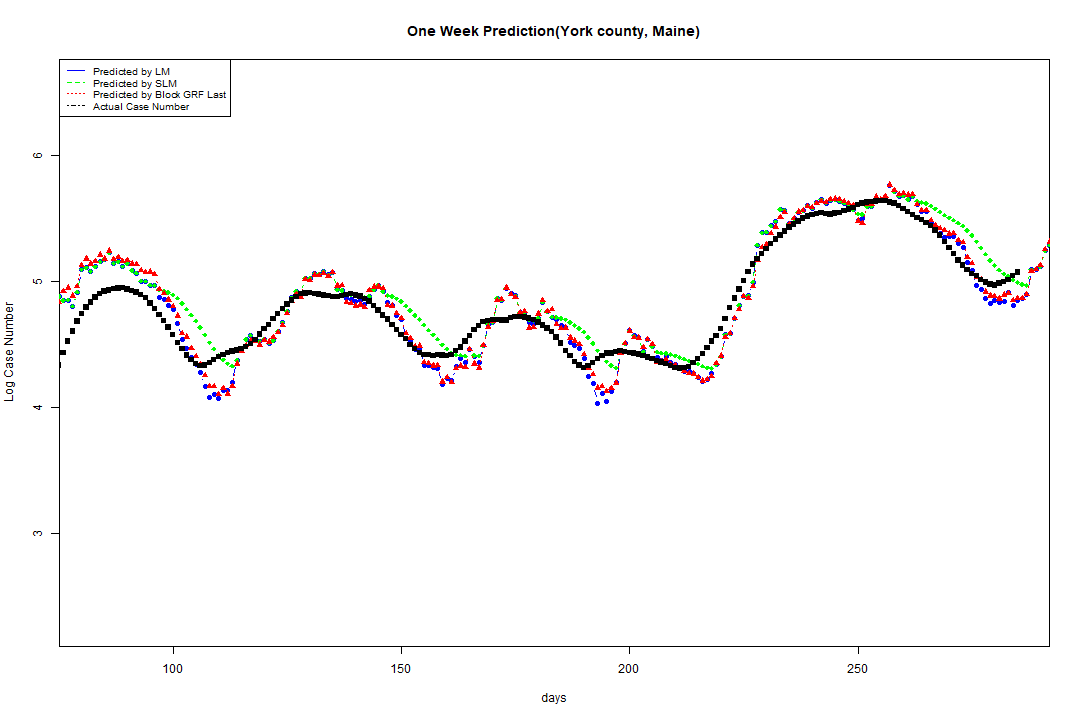 One Week Prediction(York county, Maine)
Predicted by LM
Predicted by SLM
Predicted by Block GRF Last
Actual Case Number
6
5
4
3
Log Case Number
100 150 200 250
days